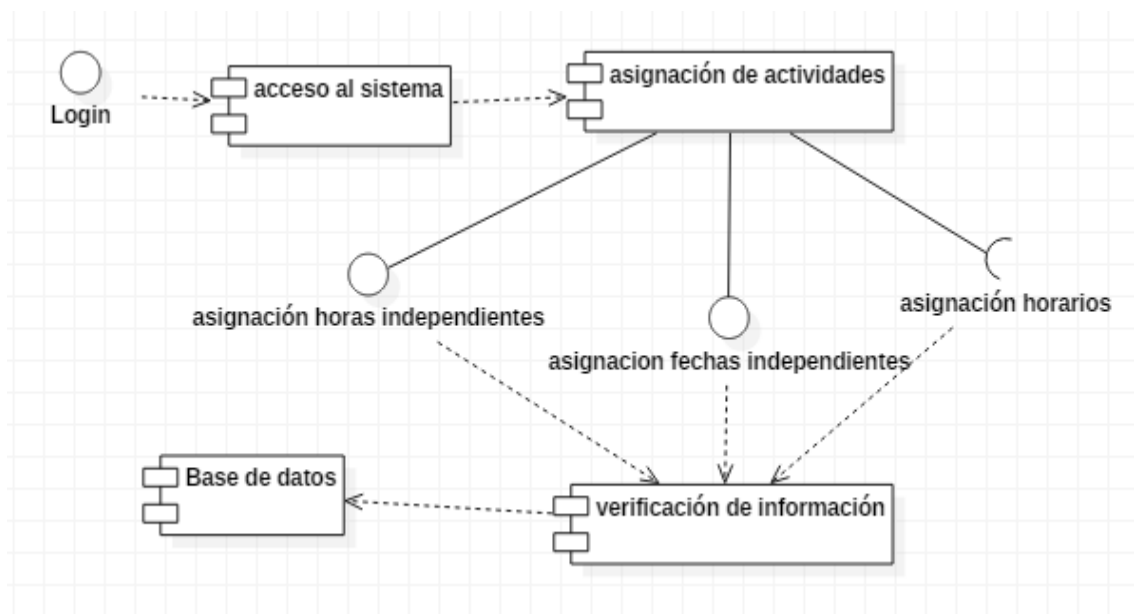 Login
acceso al sistema
asignación de actividades
asignación horas independientes
asignacion fechas independientes
asignación horarios
Base de datos
verificación de información